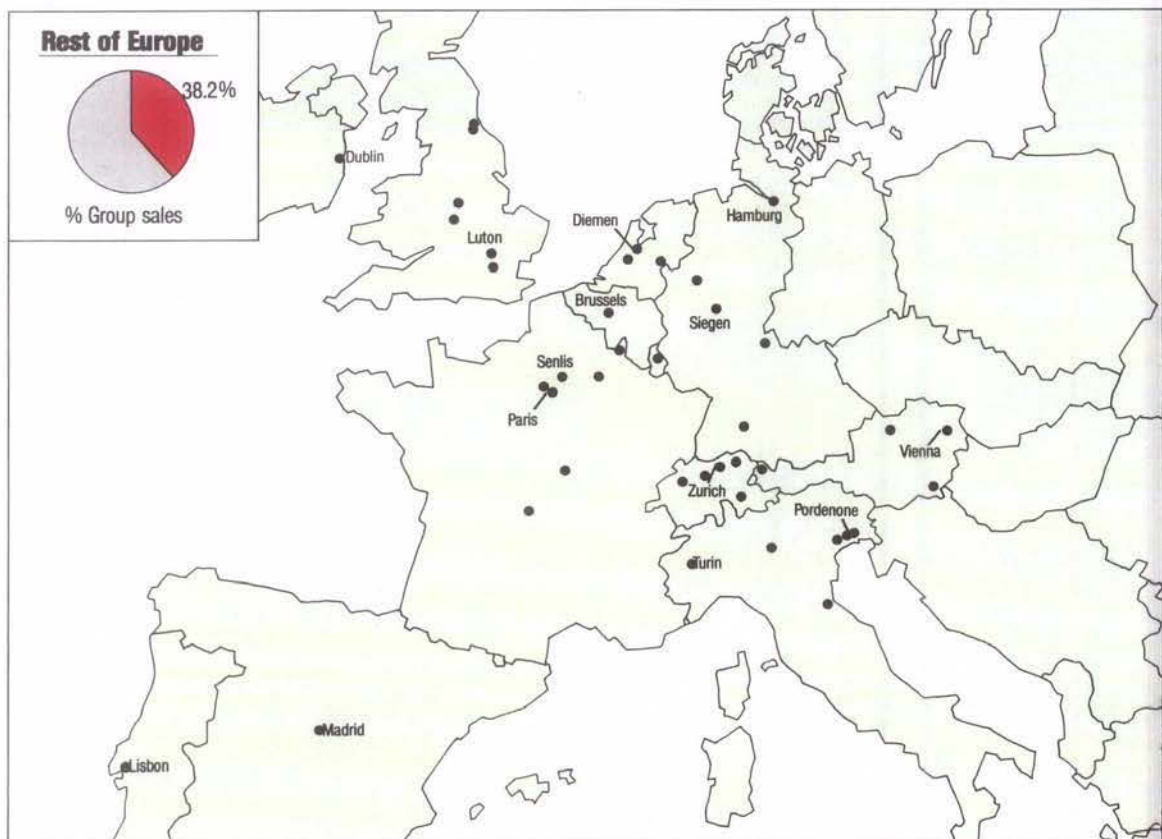 Rest of Europe
38.2%
% Group sales
Dublin
Luton
Diemen
Hamburg
Brussels
Siegen
Senlis
Paris
Vienna
Zurich
Pordenone
Turin
Madrid
Lisbon